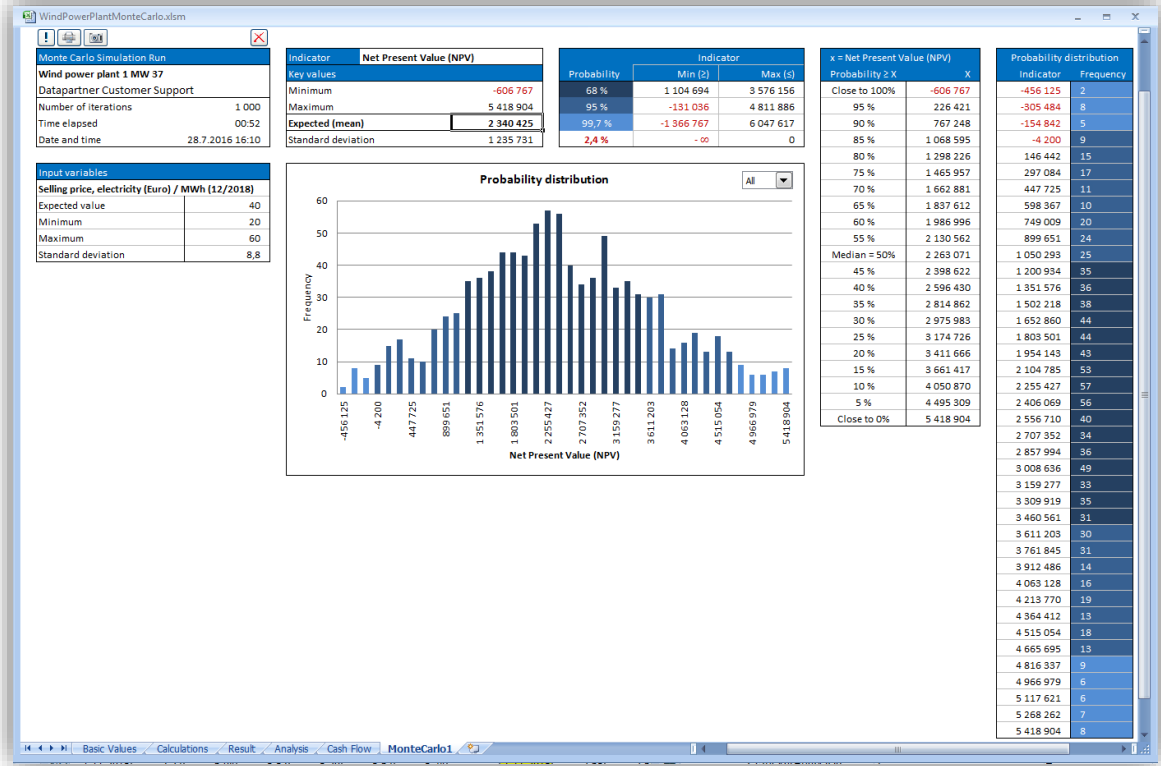 WindPowerPlantMonteCarlo.xlsm
Monte Carlo Simulation Run
Wind power plant 1 MW 37
Datapartner Customer Support
Number of iterations 1 000
Time elapsed 00:52
Date and time 28.7.2016 16:10
Input variables
Selling price, electricity (Euro) / MWh (12/2018)
Expected value 40
Minimum 20
Maximum 60
Standard deviation 8,8
Indicator Net Present Value (NPV)
Key values
Minimum -606 767
Maximum 5 418 904
Expected (mean) 2 340 425
Standard deviation 1 235 731
Indicator
Probability Min (≥) Max (≤)
68 % 1 104 694 3 576 156
95 % -131 036 4 811 886
99,7 % -1 366 767 6 047 617
2,4 % - ∞ 0
Probability distribution
All
Frequency
60
50
40
30
20
10
0
-456 125
-4 200
447 725
899 651
1 351 576
1 803 501
2 255 427
2 707 352
3 159 277
3 611 203
4 063 128
4 515 054
4 966 979
5 418 904
Net Present Value (NPV)
x = Net Present Value (NPV)
Probability ≥ X X
Close to 100% -606 767
95 % 226 421
90 % 767 248
85 % 1 068 595
80 % 1 298 226
75 % 1 465 957
70 % 1 662 881
65 % 1 837 612
60 % 1 986 996
55 % 2 130 562
Median = 50% 2 263 071
45 % 2 398 622
40 % 2 596 430
35 % 2 814 862
30 % 2 975 983
25 % 3 174 726
20 % 3 411 666
15 % 3 661 417
10 % 4 050 870
5 % 4 495 309
Close to 0% 5 418 904
Probability distribution
Indicator Frequency
-456 125 2
-305 484 8
-154 842 5
-4 200 9
146 442 15
297 084 17
447 725 11
598 367 10
749 009 20
899 651 24
1 050 293 25
1 200 934 35
1 351 576 36
1 502 218 38
1 652 860 44
1 803 501 44
1 954 143 43
2 104 785 53
2 255 427 57
2 406 069 56
2 556 710 40
2 707 352 34
2 857 994 36
3 008 636 49
3 159 277 33
3 309 919 35
3 460 561 31
3 611 203 30
3 761 845 31
3 912 486 14
4 063 128 16
4 213 770 19
4 364 412 13
4 515 054 18
4 665 695 13
4 816 337 9
4 966 979 6
5 117 621 6
5 268 262 7
5 418 904 8
Basic Values Calculations Result Analysis Cash Flow MonteCarlo1